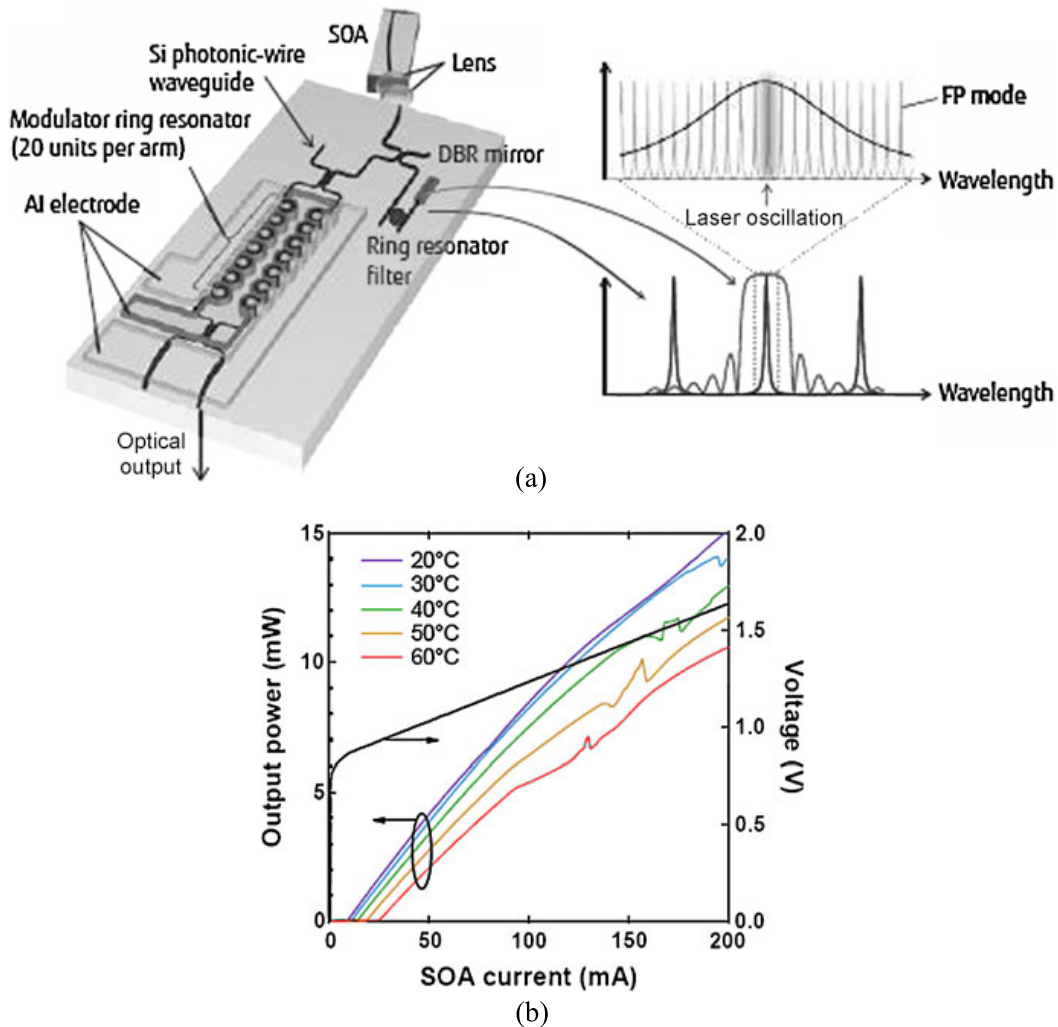 SOA
Si photonic-wire
waveguide
Lens
Modulator ring resonator
(20 units per arm)
DBR mirror
Al electrode
Ring resonator
filter
Optical
output
FP mode
Wavelength
Laser oscillation
Wavelength
(a)
15
10
5
0
Output power (mW)
20°C
30°C
40°C
50°C
60°C
2.0
1.5
1.0
0.5
0.0
Voltage (V)
0
50
100
150
200
SOA current (mA)
(b)